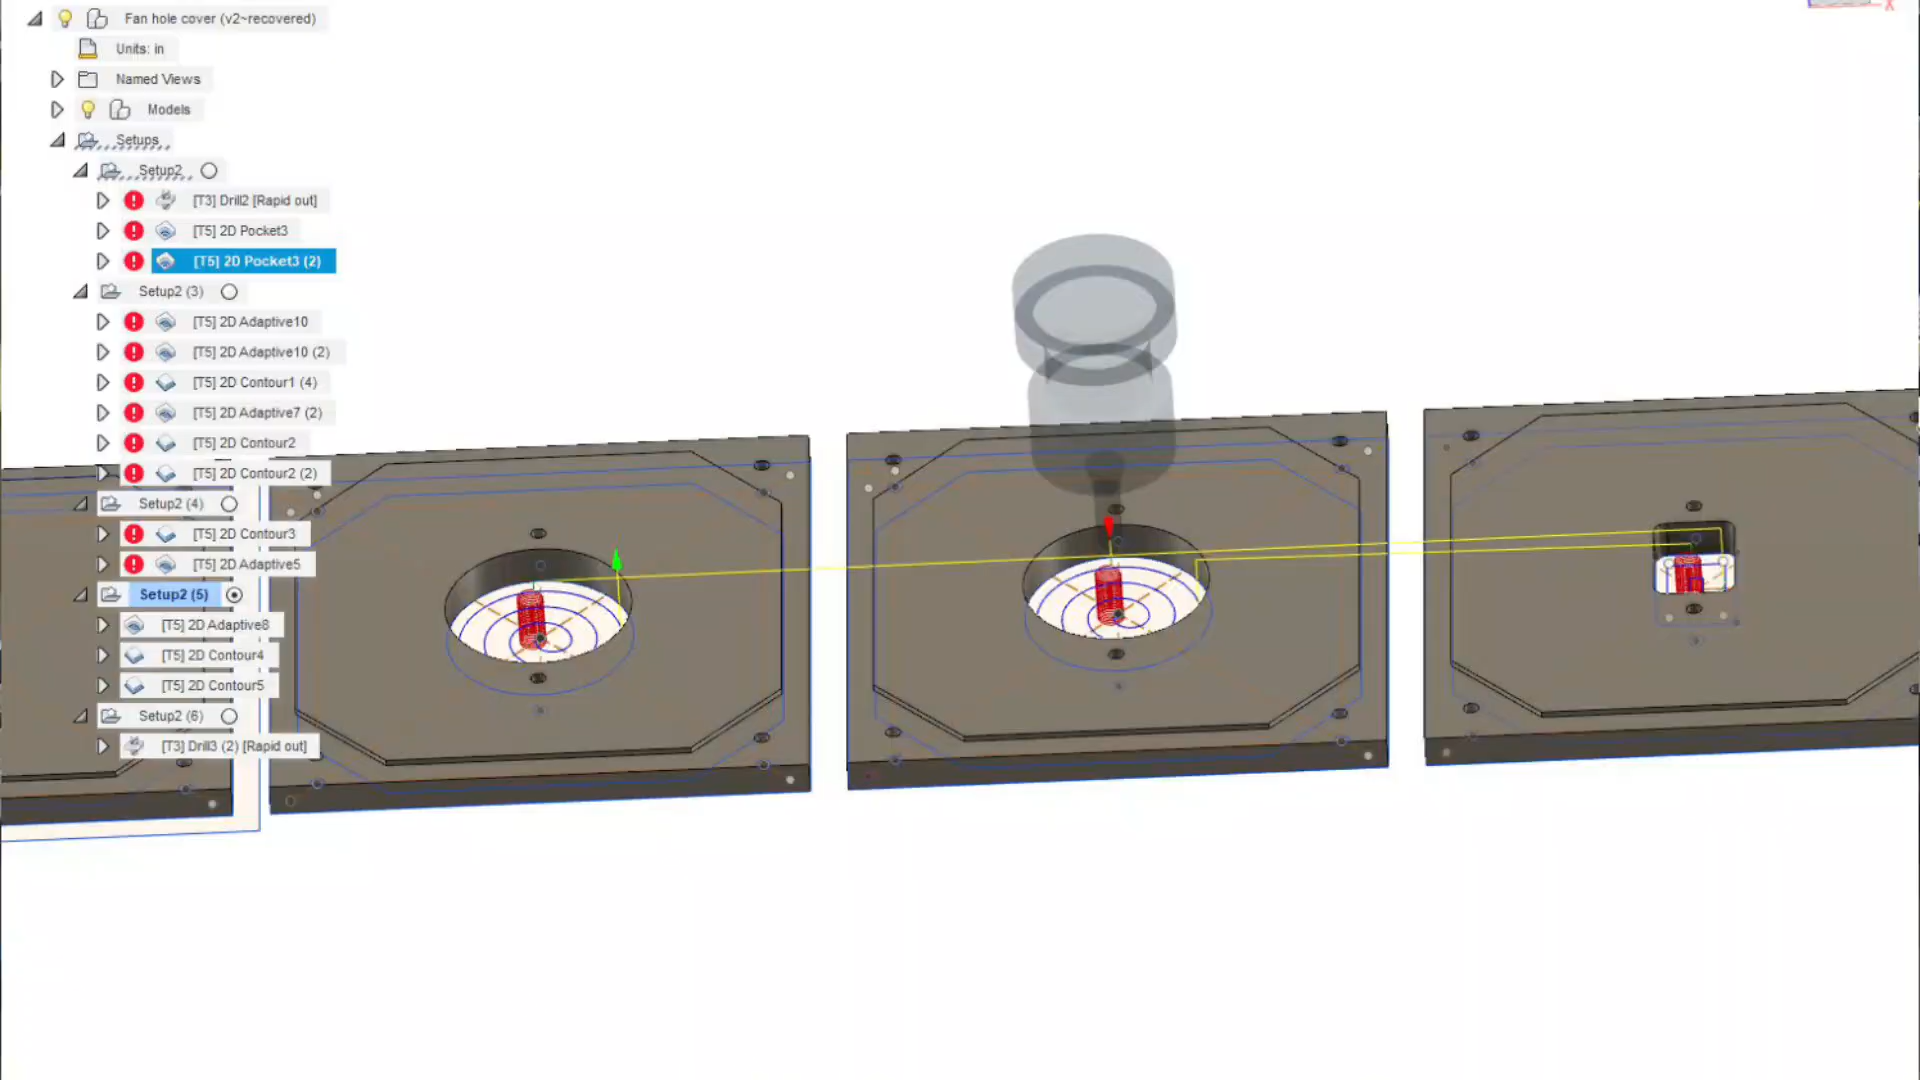 Fan hole cover (v2~recovered)
Units: in
Named Views
Models
Setups
Setup2
[T3] Drill2 [Rapid out]
[T5] 2D Pocket3
[T5] 2D Pocket3 (2)
Setup2 (3)
[T5] 2D Adaptive10
[T5] 2D Adaptive10 (2)
[T5] 2D Contour1 (4)
[T5] 2D Adaptive7 (2)
[T5] 2D Contour2
[T5] 2D Contour2 (2)
Setup2 (4)
[T5] 2D Contour3
[T5] 2D Adaptive5
Setup2 (5)
[T5] 2D Adaptive8
[T5] 2D Contour4
[T5] 2D Contour5
Setup2 (6)
[T3] Drill3 (2) [Rapid out]
X